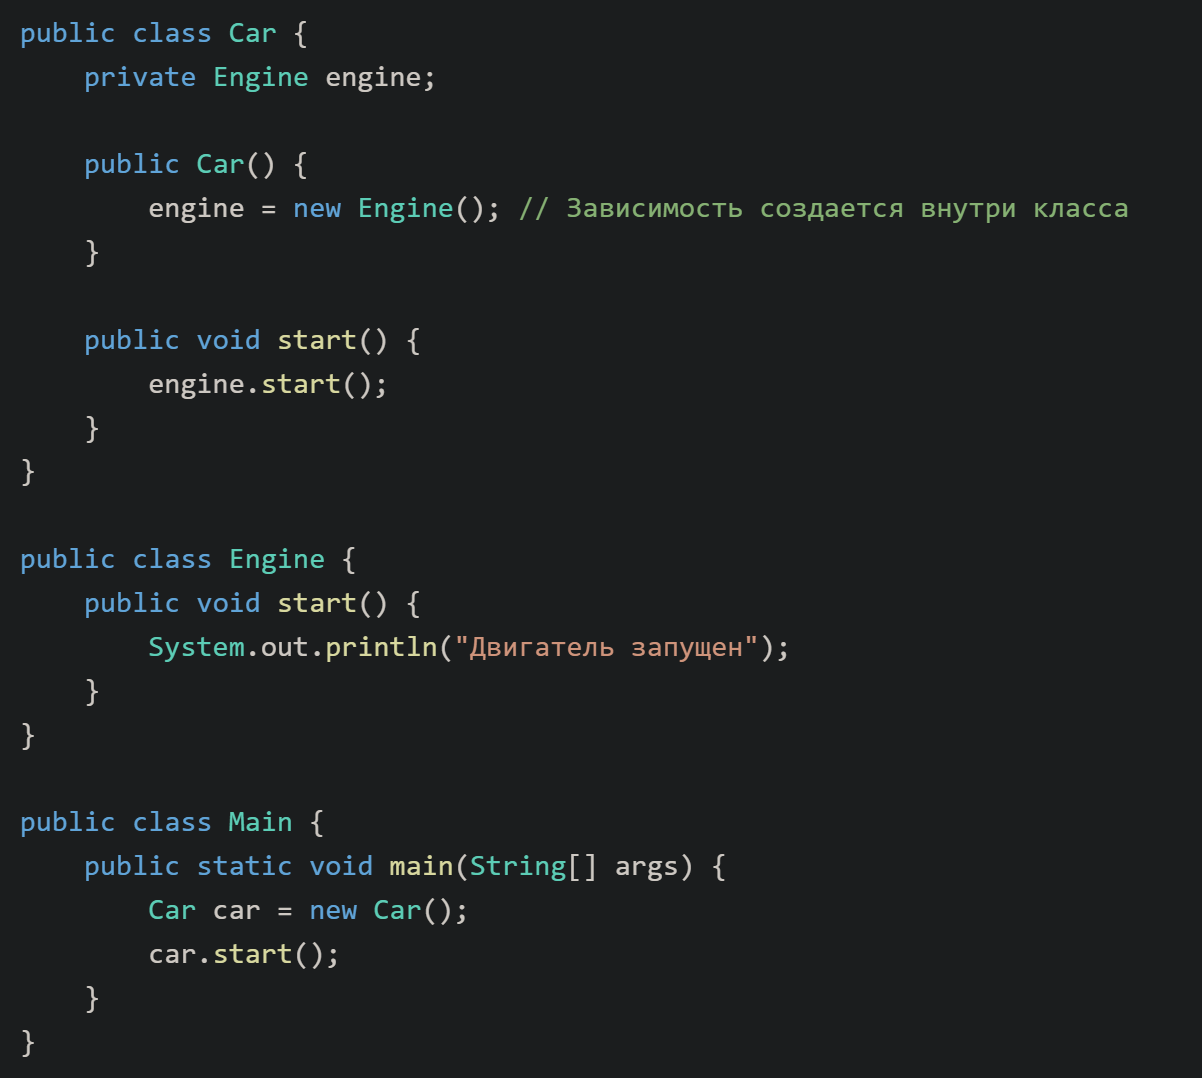 public class Car {
    private Engine engine;

    public Car() {
        engine = new Engine(); // Зависимость создается внутри класса
    }

    public void start() {
        engine.start();
    }
}

public class Engine {
    public void start() {
        System.out.println("Двигатель запущен");
    }
}

public class Main {
    public static void main(String[] args) {
        Car car = new Car();
        car.start();
    }
}